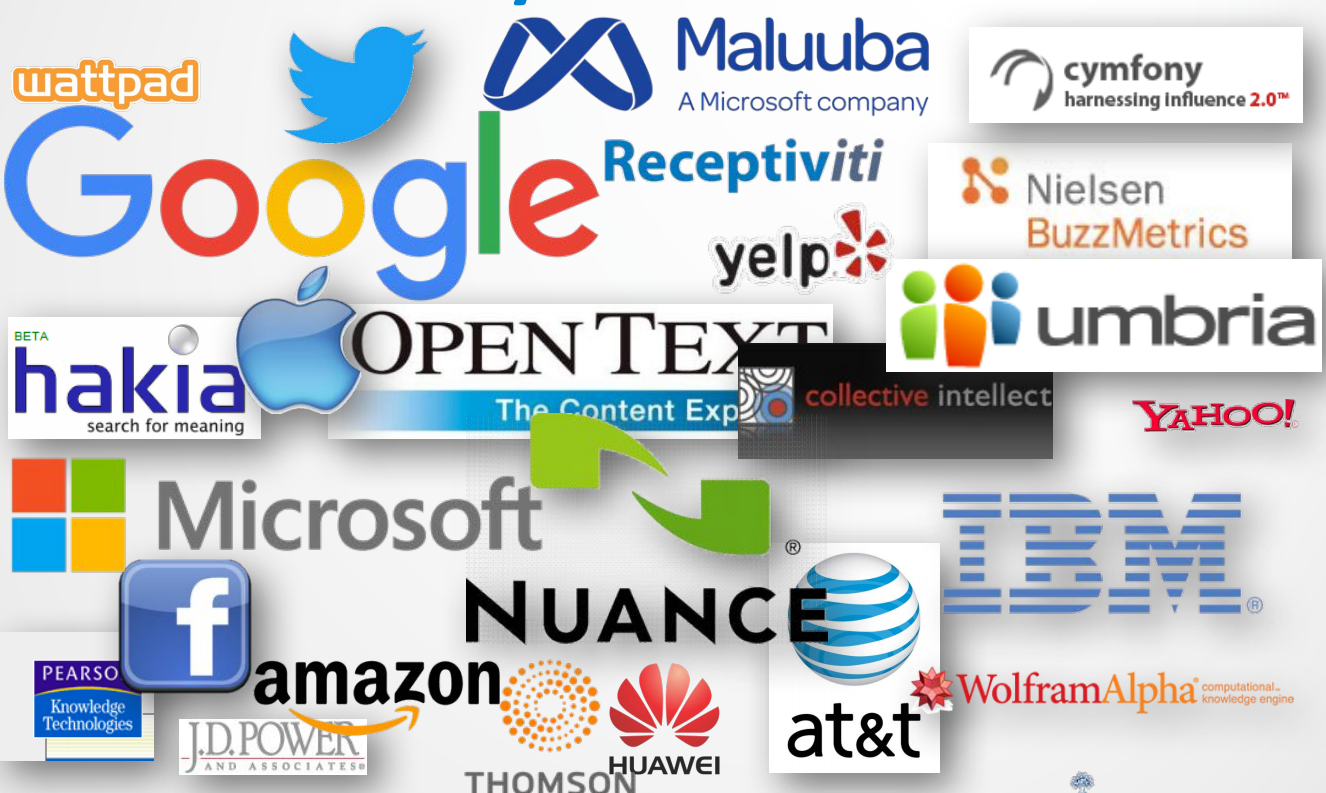 wattpad
Maluuba
A Microsoft company
cymfony
harnessing influence 2.0™
Google
Receptiviti
Nielsen
BuzzMetrics
yelp
umbria
BETA
hakia
search for meaning
OPEN TEXT
The Content Exp
collective intellect
YAHOO!
Microsoft
IBM®
®
NUANCE
f
at&t
PEARSO
Knowledge
Technologies
amazon
J.D. POWER
AND ASSOCIATES®
THOMSON
HUAWEI
WolframAlpha computational..
knowledge engine